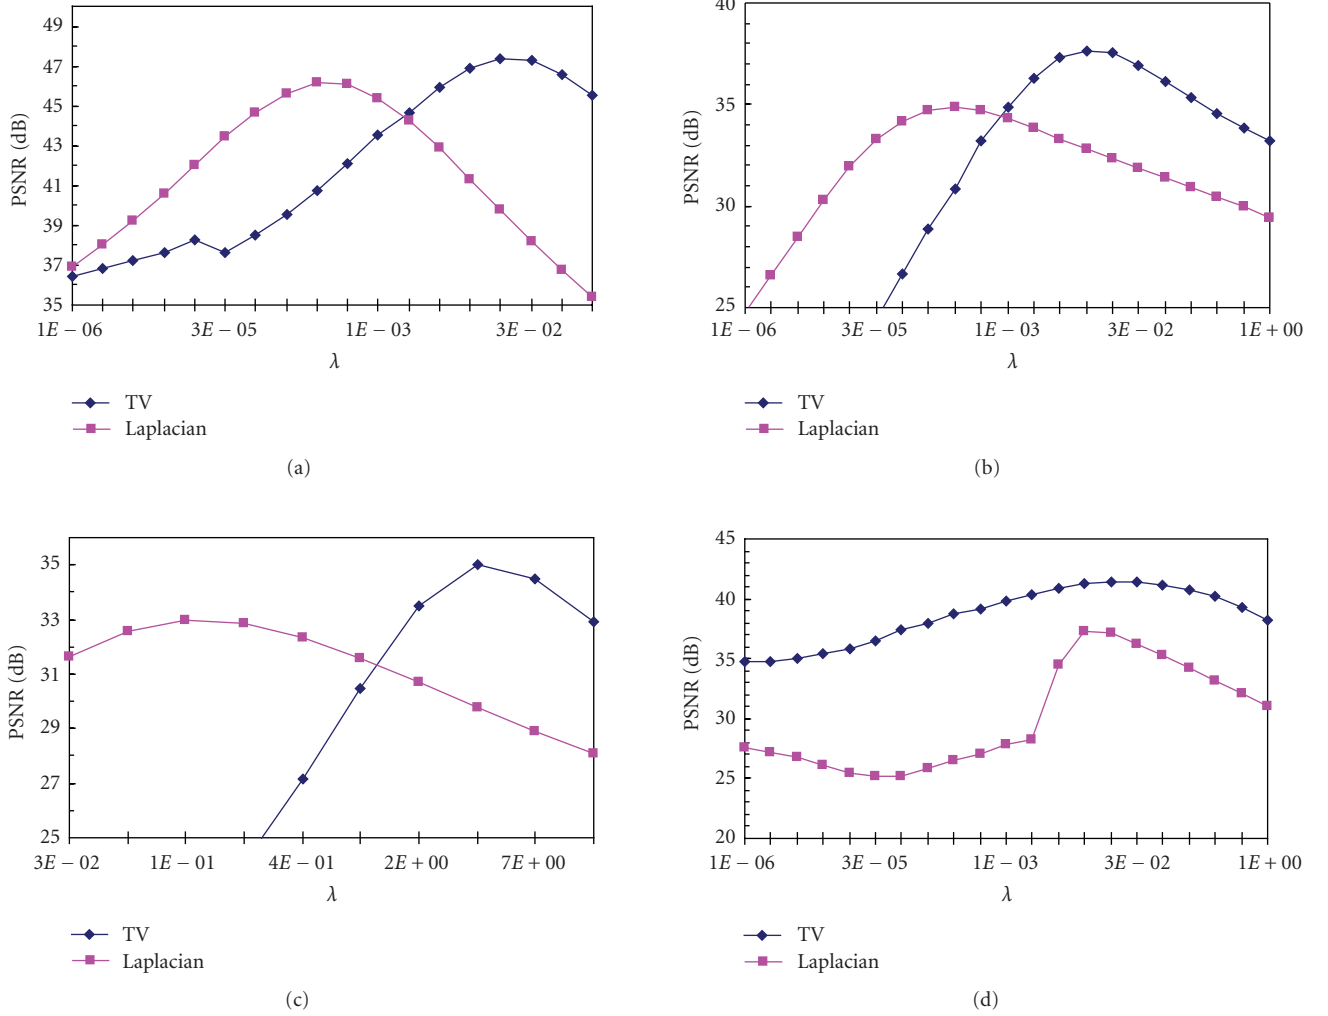 49
47
45
43
41
39
37
35
PSNR (dB)
1E − 06
3E − 05
1E − 03
3E − 02
λ
TV
Laplacian
(a)
40
35
30
25
PSNR (dB)
1E − 06
3E − 05
1E − 03
3E − 02
1E + 00
λ
TV
Laplacian
(b)
35
33
31
29
27
25
PSNR (dB)
3E − 02
1E − 01
4E − 01
2E + 00
7E + 00
λ
TV
Laplacian
(c)
45
40
35
30
25
20
PSNR (dB)
1E − 06
3E − 05
1E − 03
3E − 02
1E + 00
λ
TV
Laplacian
(d)